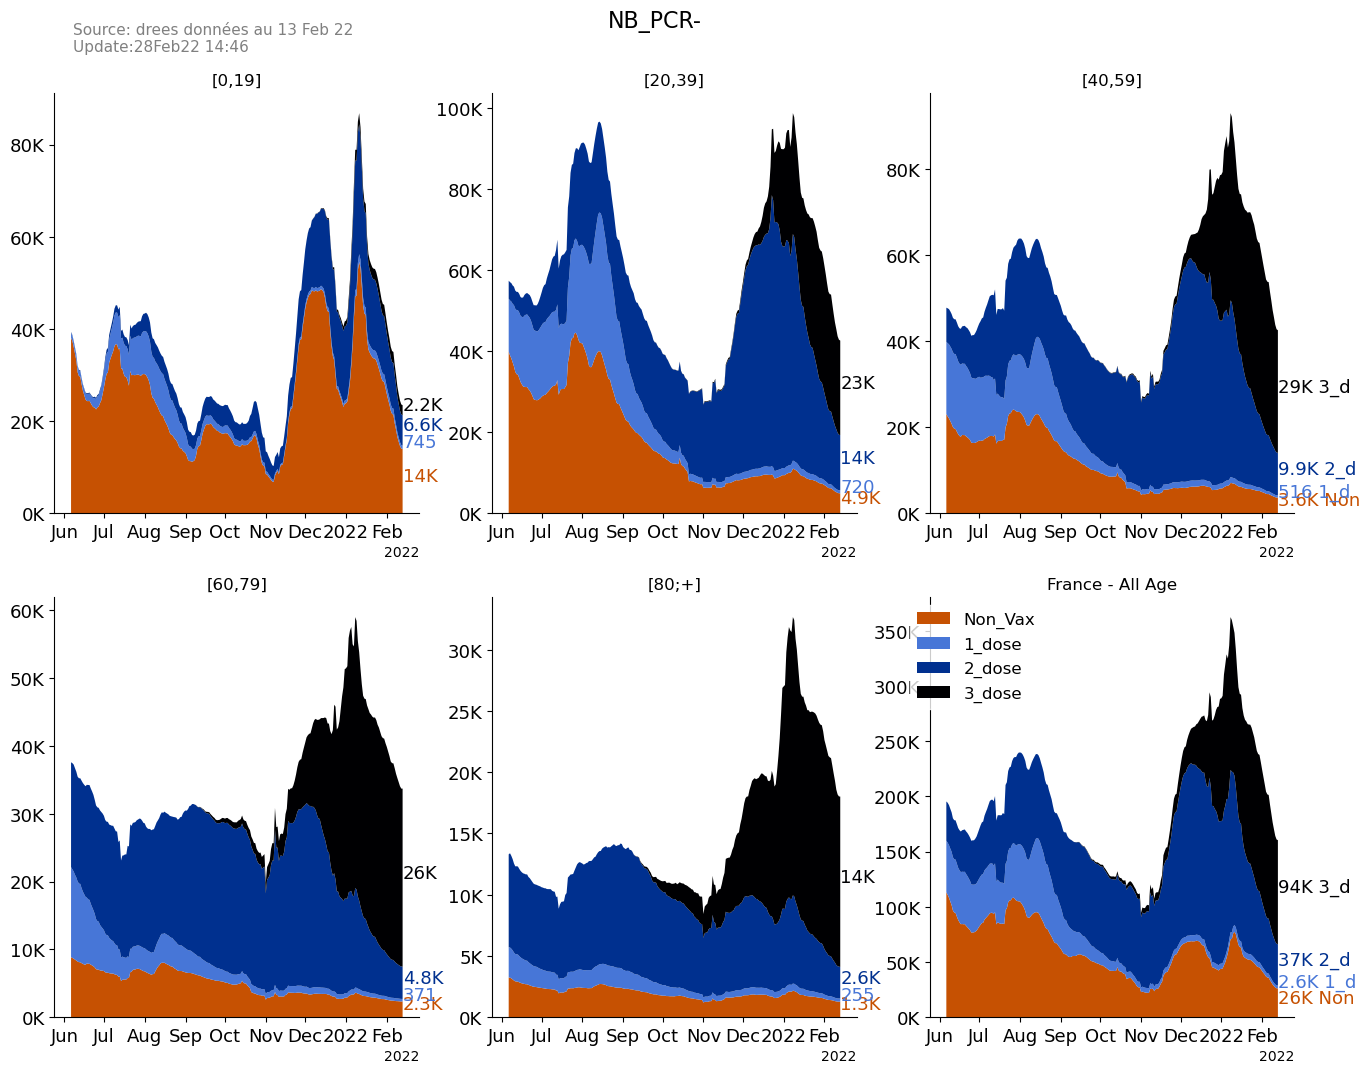 NB_PCR-
Source: drees données au 13 Feb 22
Update:28Feb22 14:46
[0,19]
80K
60K
40K
20K
0K
2.2K
6.6K
745
14K
Jun Jul Aug Sep Oct Nov Dec 2022 Feb
2022
[20,39]
100K
80K
60K
40K
20K
0K
23K
14K
720
4.9K
Jun Jul Aug Sep Oct Nov Dec 2022 Feb
2022
[40,59]
80K
60K
40K
20K
0K
29K 3_d
9.9K 2_d
516 1_d
3.6K Non
Jun Jul Aug Sep Oct Nov Dec 2022 Feb
2022
[60,79]
60K
50K
40K
30K
20K
10K
0K
26K
4.8K
371
2.3K
Jun Jul Aug Sep Oct Nov Dec 2022 Feb
2022
[80;+]
30K
25K
20K
15K
10K
5K
0K
14K
2.6K
255
1.3K
Jun Jul Aug Sep Oct Nov Dec 2022 Feb
2022
France - All Age
Non_Vax
1_dose
2_dose
3_dose
350K
300K
250K
200K
150K
100K
50K
0K
94K 3_d
37K 2_d
2.6K 1_d
26K Non
Jun Jul Aug Sep Oct Nov Dec 2022 Feb
2022